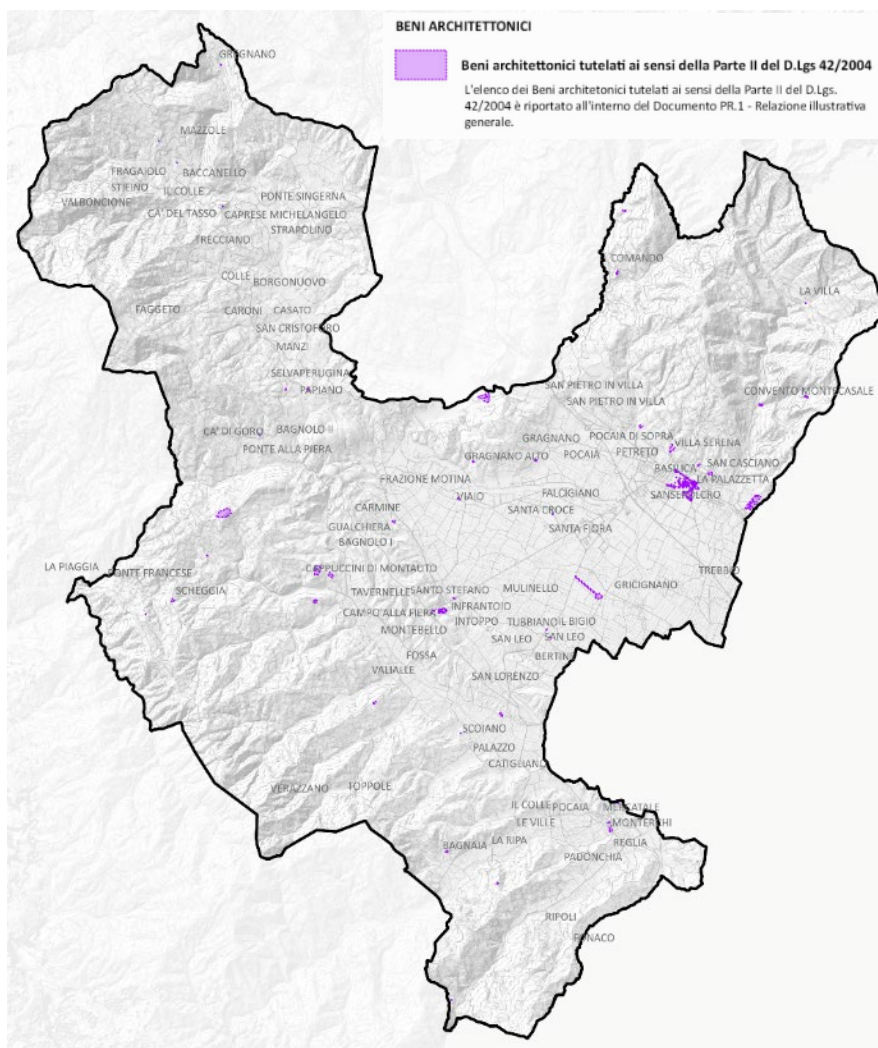 BENI ARCHITETTONICI
Beni architettonici tutelati ai sensi della Parte II del D.Lgs 42/2004
L'elenco dei Beni architetonici tutelati ai sensi della Parte II del D.Lgs.
42/2004 è riportato all'interno del Documento PR.1 - Relazione illustrativa
generale.
GRAGNANO
MAZZOLE
FRAGAIOLO
BACCANELLO
STIFINO
IL COLLE
VALBONCIONE
PONTE SINGERNA
CA' DEL TASSO
CAPRESE MICHELANGELO
STRAPOLINO
TRECCIANO
COMANDO
COLLE
BORGONUOVO
LA VILLA
FAGGETO
CARONI
CASATO
SAN CRISTOFORO
MANZI
SELVAPERUGINA
PAPIANO
SAN PIETRO IN VILLA
CONVENTO MONTECASALE
SAN PIETRO IN VILLA
CA' DI GORO
BAGNOLO II
GRAGNANO
POCAIA DI SOPRA
VILLA SERENA
PONTE ALLA PIERA
GRAGNANO ALTO
POCAIA
PETRETO
BASILICA
SAN CASCIANO
FRAZIONE MOTINA
LA PALAZZETTA
VIAIO
FALCIGIANO
SANSEPOLCRO
CARMINE
SANTA CROCE
GUALCHIERA
SANTA FIORA
BAGNOLO I
LA PIAGGIA
PONTE FRANCESE
CAPPUCCINI DI MONTAUTO
TREBBIO
SCHEGGIA
TAVERNELLE
SANTO STEFANO
MULINELLO
GRICIGNANO
CAMPO ALLA FIERA
INFRANTOIO
MONTEBELLO
INTOPPO
TUBBIANO
IL BIGIO
SAN LEO
SAN LEO
FOSSA
BERTINE
VALIALLE
SAN LORENZO
SCOIANO
PALAZZO
CATIGLIANO
VERAZZANO
TOPPOLE
IL COLLE
POCAIA
MERCATALE
LE VILLE
MONTERCHI
BAGNAIA
LA RIPA
REGLIA
PADONCHIA
RIPOLI
FONACO